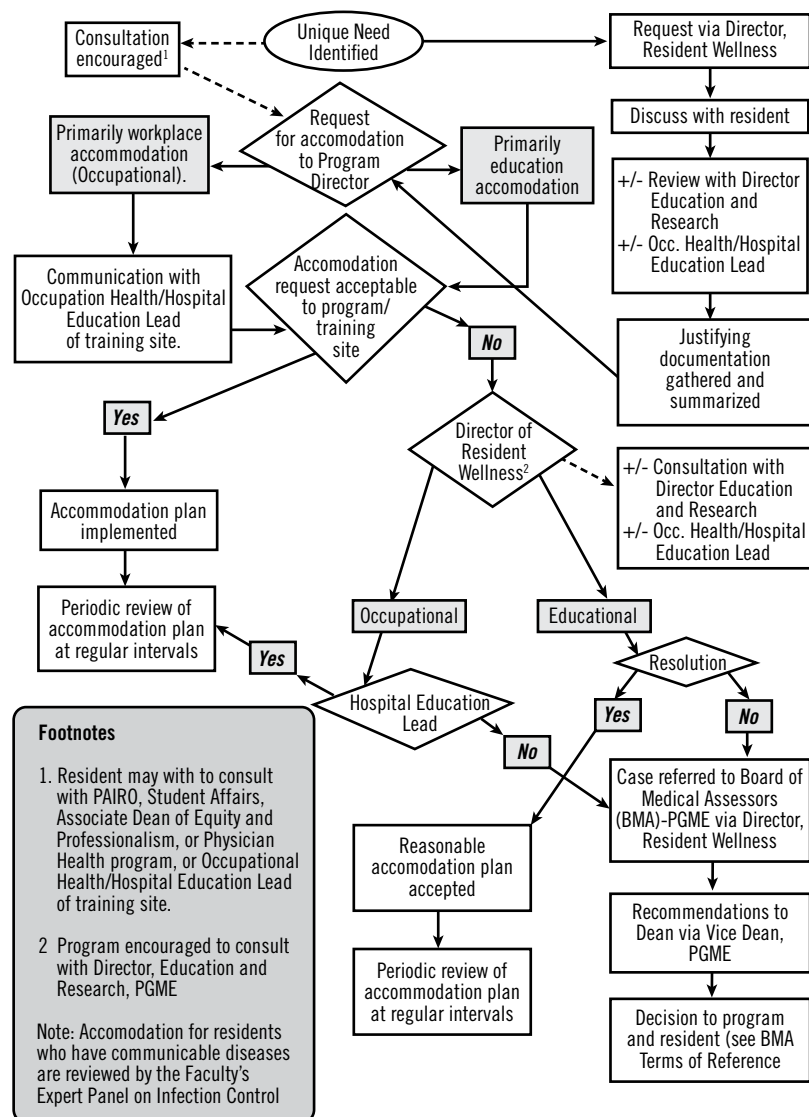 Unique Need
Identified
Consultation
encouraged1
Request via Director,
Resident Wellness
Discuss with resident
+/- Review with Director
Education and
Research
+/- Occ. Health/Hospital
Education Lead
Justifying
documentation
gathered and
summarized
Request
for accomodation
to Program
Director
Primarily workplace
accommodation
(Occupational).
Primarily
education
accomodation
Communication with
Occupation Health/Hospital
Education Lead
of training site.
Accomodation
request acceptable
to program/
training
site
No
Yes
Director of
Resident
Wellness2
+/- Consultation with
Director Education
and Research
+/- Occ. Health/Hospital
Education Lead
Accommodation plan
implemented
Periodic review of
accommodation plan
at regular intervals
Occupational
Educational
Yes
Hospital Education
Lead
No
Resolution
Yes
No
Case referred to Board of
Medical Assessors
(BMA)-PGME via Director,
Resident Wellness
Reasonable
accomodation plan
accepted
Periodic review of
accommodation plan
at regular intervals
Recommendations to
Dean via Vice Dean,
PGME
Decision to program
and resident (see BMA
Terms of Reference
Footnotes
1. Resident may with to consult
with PAIRO, Student Affairs,
Associate Dean of Equity and
Professionalism, or Physician
Health program, or Occupational
Health/Hospital Education Lead
of training site.
2 Program encouraged to consult
with Director, Education and
Research, PGME
Note: Accomodation for residents
who have communicable diseases
are reviewed by the Faculty's
Expert Panel on Infection Control